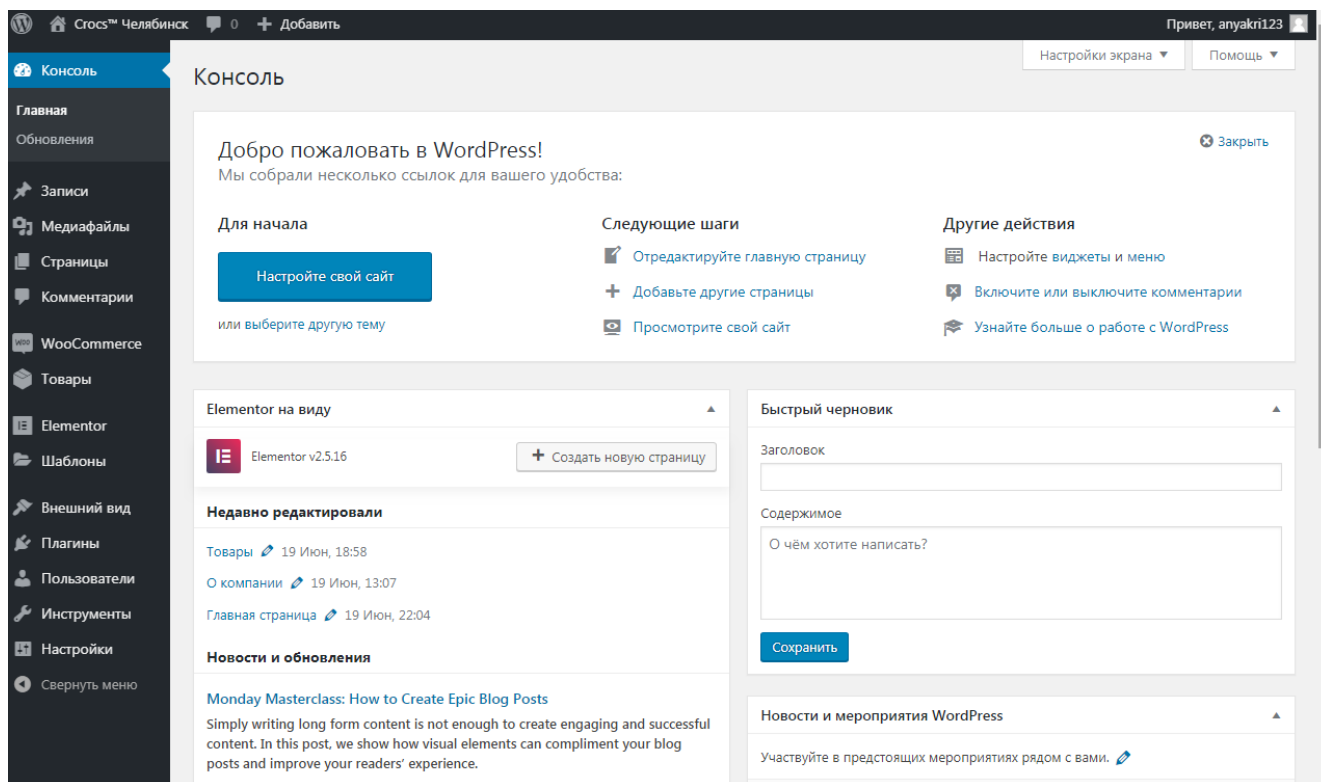 Crocs™ Челябинск 0 Добавить Привет, anyakri123
Настройки экрана ▼ Помощь ▼
Консоль
Главная
Обновления
Записи
Медиафайлы
Страницы
Комментарии
WooCommerce
Товары
Elementor
Шаблоны
Внешний вид
Плагины
Пользователи
Инструменты
Настройки
Свернуть меню
Консоль
Добро пожаловать в WordPress!
Закрыть
Мы собрали несколько ссылок для вашего удобства:
Для начала
Настройте свой сайт
или выберите другую тему
Следующие шаги
Отредактируйте главную страницу
Добавьте другие страницы
Просмотрите свой сайт
Другие действия
Настройте виджеты и меню
Включите или выключите комментарии
Узнайте больше о работе с WordPress
Elementor на виду
Elementor v2.5.16
Создать новую страницу
Недавно редактировали
Товары 19 Июн, 18:58
О компании 19 Июн, 13:07
Главная страница 19 Июн, 22:04
Новости и обновления
Monday Masterclass: How to Create Epic Blog Posts
Simply writing long form content is not enough to create engaging and successful
content. In this post, we show how visual elements can compliment your blog
posts and improve your readers’ experience.
Быстрый черновик
Заголовок
Содержимое
О чём хотите написать?
Сохранить
Новости и мероприятия WordPress
Участвуйте в предстоящих мероприятиях рядом с вами.